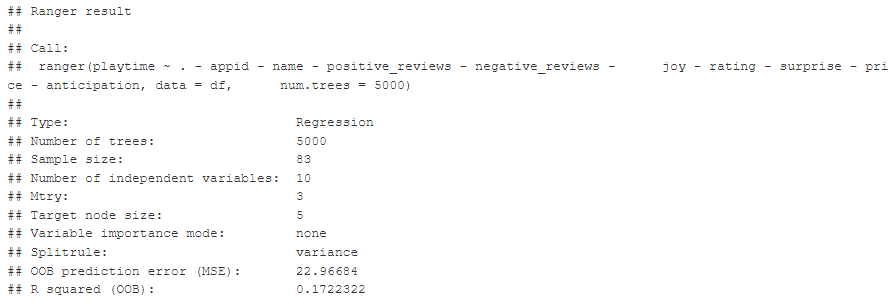 ## Ranger result
##
## Call:
##  ranger(playtime ~ . - appid - name - positive_reviews - negative_reviews -      joy - rating - surprise - pri
ce - anticipation, data = df,      num.trees = 5000)
##
## Type:                             Regression
## Number of trees:                  5000
## Sample size:                      83
## Number of independent variables:  10
## Mtry:                             3
## Target node size:                 5
## Variable importance mode:         none
## Splitrule:                        variance
## OOB prediction error (MSE):       22.96684
## R squared (OOB):                  0.1722322